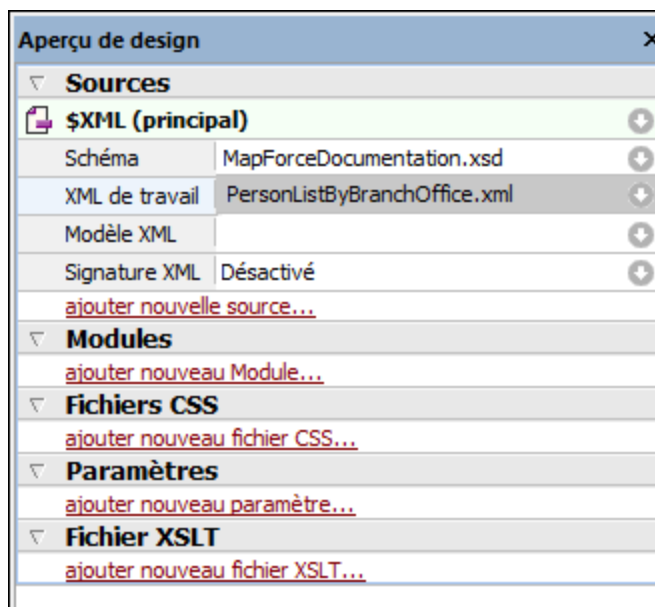 Aperçu de design
Sources
$XML (principal)
Schéma MapForceDocumentation.xsd
XML de travail PersonListByBranchOffice.xml
Modèle XML
Signature XML Désactivé
ajouter nouvelle source...
Modules
ajouter nouveau Module...
Fichiers CSS
ajouter nouveau fichier CSS...
Paramètres
ajouter nouveau paramètre...
Fichier XSLT
ajouter nouveau fichier XSLT...